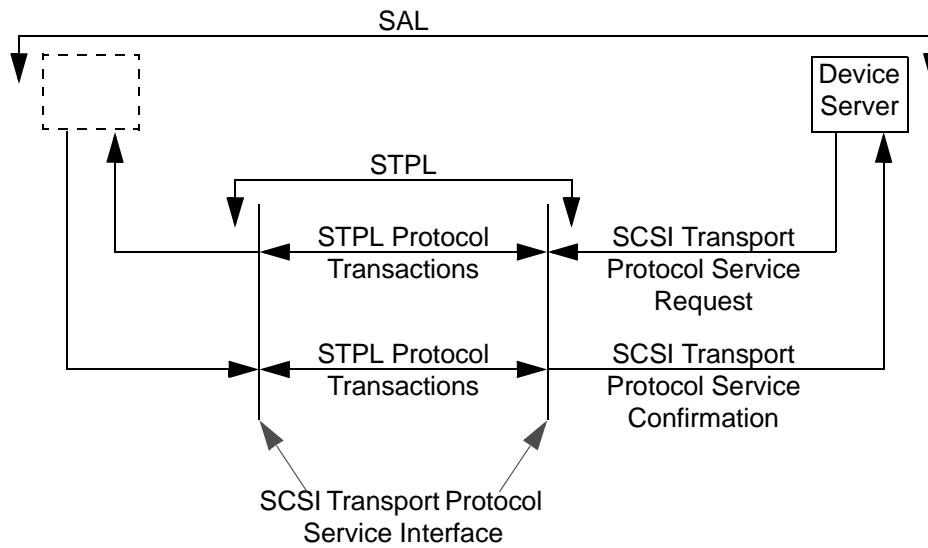 SAL
Device
Server
STPL
STPL Protocol
Transactions
SCSI Transport
Protocol Service
Request
STPL Protocol
Transactions
SCSI Transport
Protocol Service
Confirmation
SCSI Transport Protocol
Service Interface